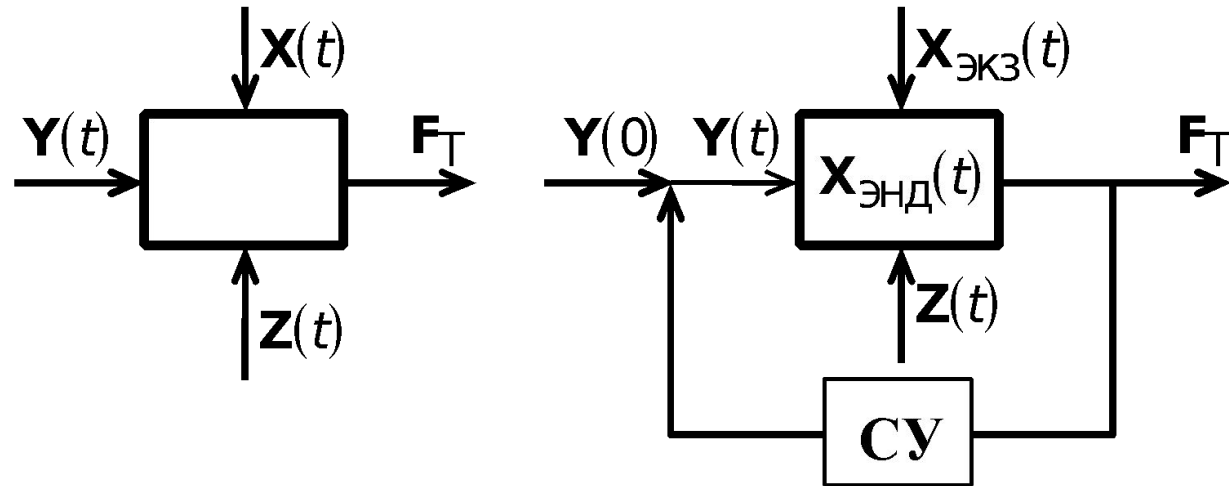 X(t)
Y(t)
F_T
Z(t)
X_ЭКЗ(t)
Y(0)
Y(t)
X_ЭНД(t)
F_T
Z(t)
СУ